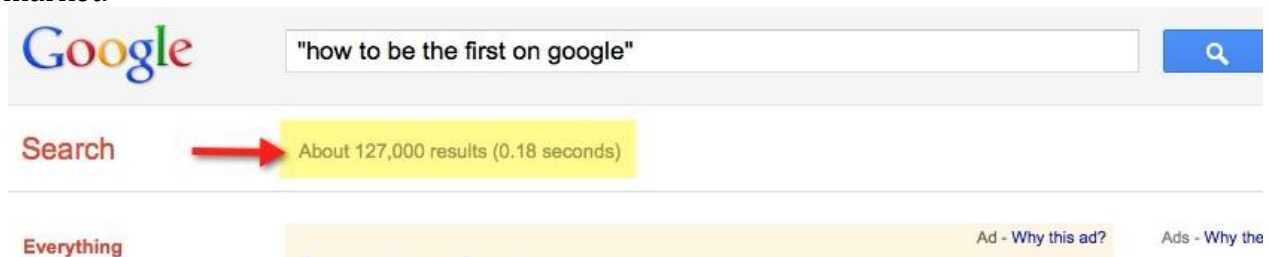 Google
"how to be the first on google"
Search
About 127,000 results (0.18 seconds)
Everything
Ad - Why this ad?
Ads - Why the